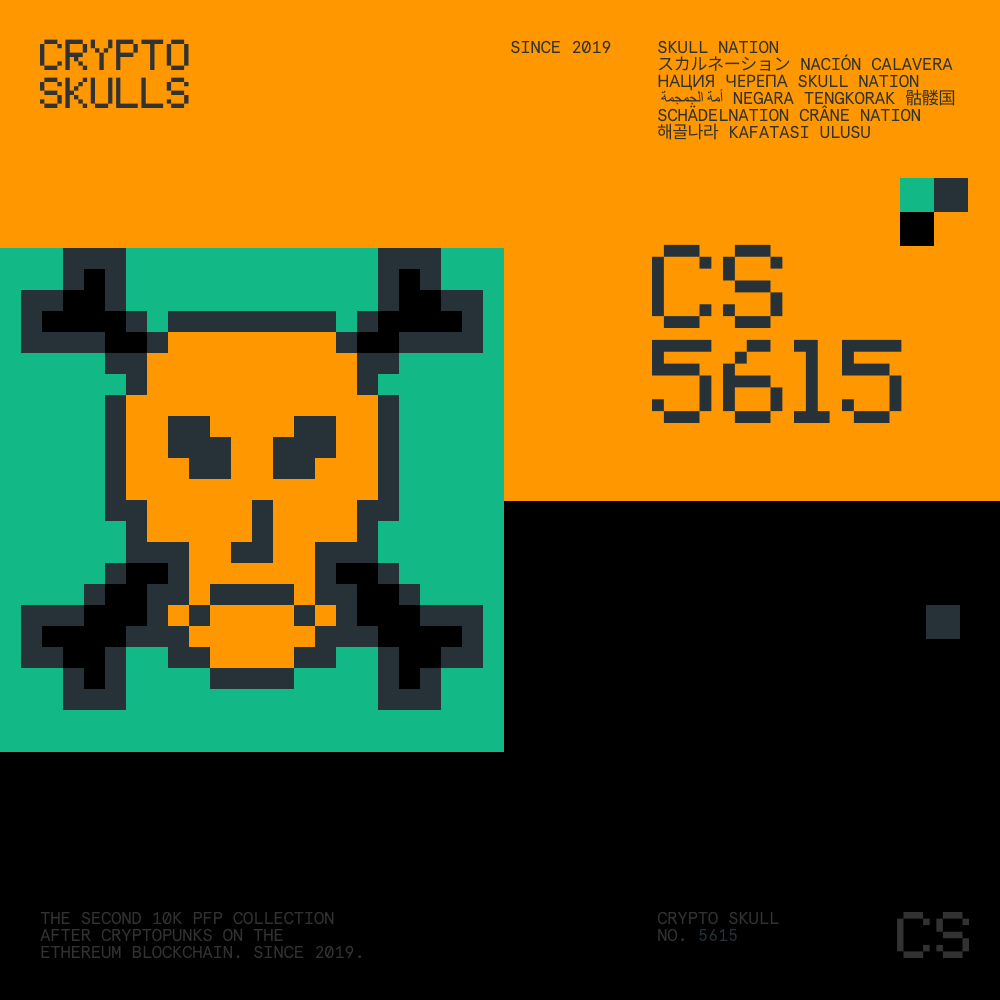 CRYPTO
SKULLS
SINCE 2019
SKULL NATION
スカルネーション NACIÓN CALAVERA
НАЦИЯ ЧЕРЕПА SKULL NATION
أمة الجمجمة NEGARA TENGKORAK 骷髅国
SCHÄDELNATION CRÂNE NATION
해골나라 KAFATASI ULUSU
CS
5615
THE SECOND 10K PFP COLLECTION
AFTER CRYPTOPUNKS ON THE
ETHEREUM BLOCKCHAIN. SINCE 2019.
CRYPTO SKULL
NO. 5615
CS